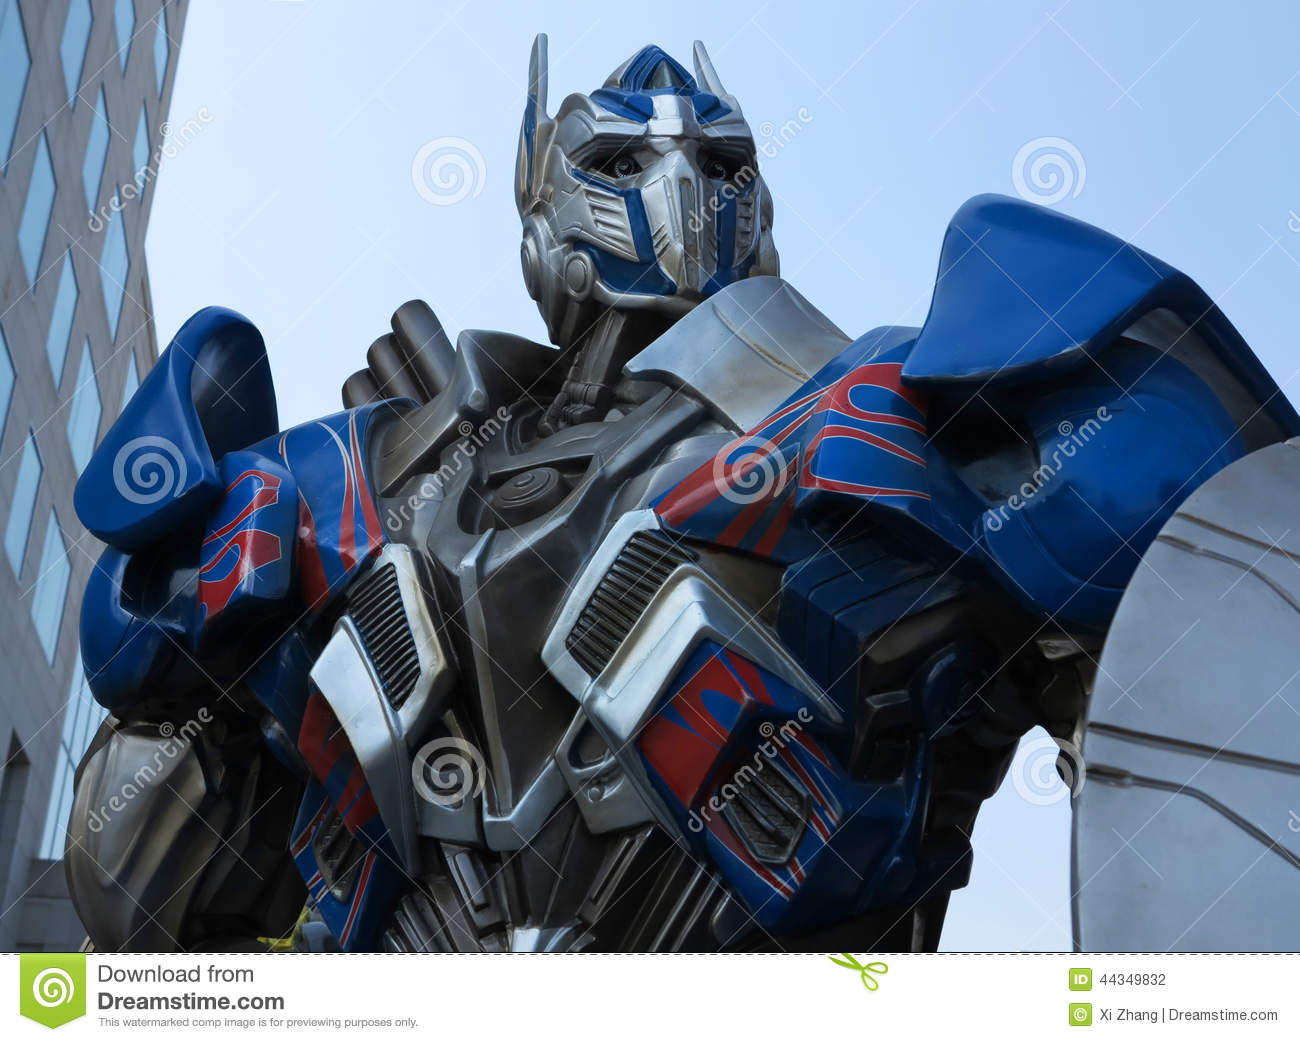 dreamstime
dreamstime
dreamstime
dreamstime
dreamstime
dreamstime
Download from
Dreamstime.com
This watermarked comp image is for previewing purposes only.
ID 44349832
© Xi Zhang | Dreamstime.com